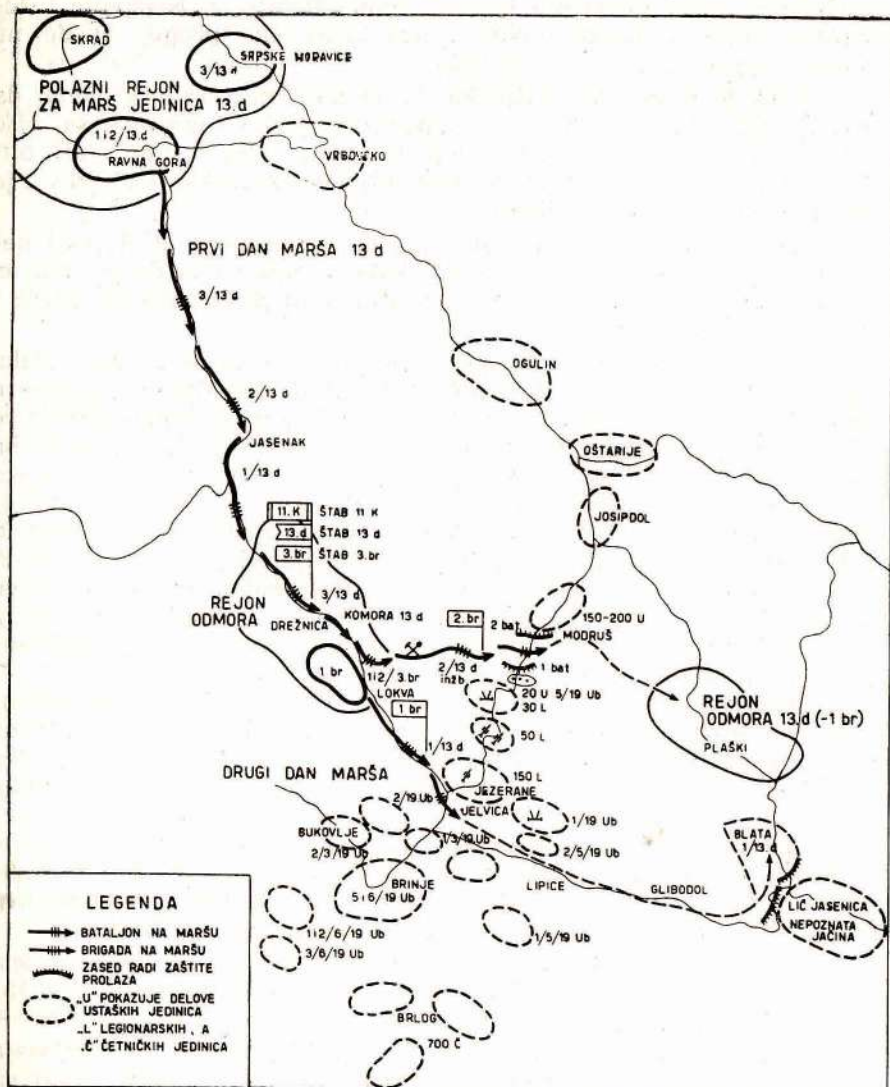 SKRAD
SRPSKE MORAVICE
3/13.d
POLAZNI REJON
ZA MARŠ JEDINICA 13.d
1 i 2/13.d
RAVNA GORA
VRBOVSKO
PRVI DAN MARŠA 13 d
3/13.d
OGULIN
2/13 d
JASENAK
OŠTARIJE
1/13.d
JOSIPDOL
11. K ŠTAB 11 K
13.d ŠTAB 13 d
3.br ŠTAB 3.br
REJON
ODMORA
3/13.d
DREŽNICA
KOMORA 13 d
2.br
2 bat
150-200 U
MODRUŠ
1 br
1i2/3.br
LOKVA
2/13 d
inžb
1 bat
20 U 5/19 Ub
30 L
REJON
ODMORA 13.d (-1 br)
1 br
50 L
PLAŠKI
1/13.d
DRUGI DAN MARŠA
150 L
JEZERANE
2/19 Ub
JELVICA
1/19 Ub
BUKOVLJE
2/3/19 Ub
1/3/19 Ub
2/5/19 Ub
BLATA
1/13.d
BRINJE
5 i 6/19 Ub
LIPICE
GLIBODOL
LIČ JASENICA
NEPOZNATA
JAČINA
1i2/6/19 Ub
3/6/19 Ub
1/5/19 Ub
BRLOG
700 Č
LEGENDA
BATALJON NA MARŠU
BRIGADA NA MARŠU
ZASED RADI ZAŠTITE
PROLAZA
„U" POKAZUJE DELOVE
USTAŠKIH JEDINICA
„L" LEGIONARSKIH, A
„Č" ČETNIČKIH JEDINICA